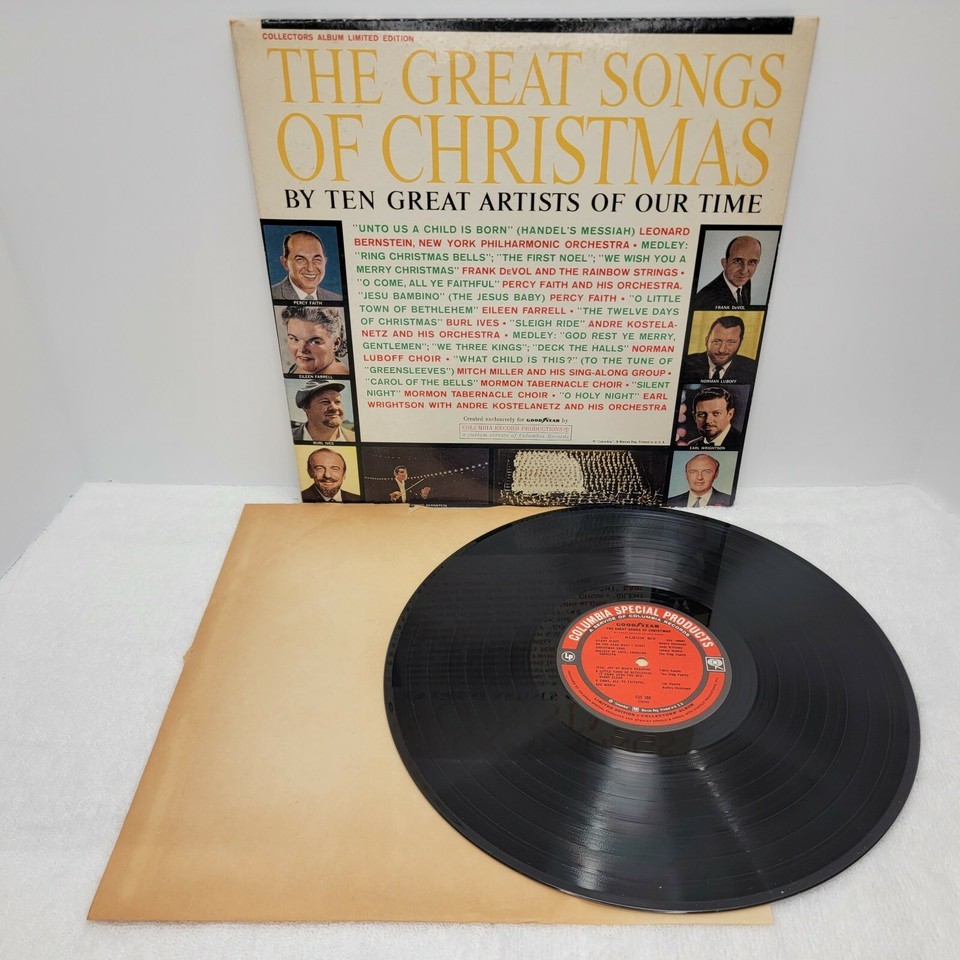 COLLECTORS ALBUM LIMITED EDITION
THE GREAT SONGS
OF CHRISTMAS
BY TEN GREAT ARTISTS OF OUR TIME
"UNTO US A CHILD IS BORN" (HANDEL'S MESSIAH) LEONARD
BERNSTEIN, NEW YORK PHILHARMONIC ORCHESTRA • MEDLEY:
"RING CHRISTMAS BELLS"; "THE FIRST NOEL"; "WE WISH YOU A
MERRY CHRISTMAS" FRANK DeVOL AND THE RAINBOW STRINGS •
"O COME, ALL YE FAITHFUL" PERCY FAITH AND HIS ORCHESTRA.
"JESU BAMBINO" (THE JESUS BABY) PERCY FAITH • "O LITTLE
TOWN OF BETHLEHEM" EILEEN FARRELL • "THE TWELVE DAYS
OF CHRISTMAS" BURL IVES • "SLEIGH RIDE" ANDRE KOSTELA-
NETZ AND HIS ORCHESTRA • MEDLEY: "GOD REST YE MERRY,
GENTLEMEN"; "WE THREE KINGS"; "DECK THE HALLS" NORMAN
LUBOFF CHOIR • "WHAT CHILD IS THIS?" (TO THE TUNE OF
"GREENSLEEVES") MITCH MILLER AND HIS SING-ALONG GROUP •
"CAROL OF THE BELLS" MORMON TABERNACLE CHOIR • "SILENT
NIGHT" MORMON TABERNACLE CHOIR • "O HOLY NIGHT" EARL
WRIGHTSON WITH ANDRE KOSTELANETZ AND HIS ORCHESTRA
Created exclusively for GOODYEAR by
COLUMBIA RECORD PRODUCTIONS
a custom service of Columbia Records
PERCY FAITH
EILEEN FARRELL
BURL IVES
FRANK DeVOL
NORMAN LUBOFF
EARL WRIGHTSON
COLUMBIA SPECIAL PRODUCTS
A SERVICE OF COLUMBIA RECORDS
GOODYEAR
THE GREAT SONGS OF CHRISTMAS
LP
LIMITED EDITION • COLLECTORS' ALBUM